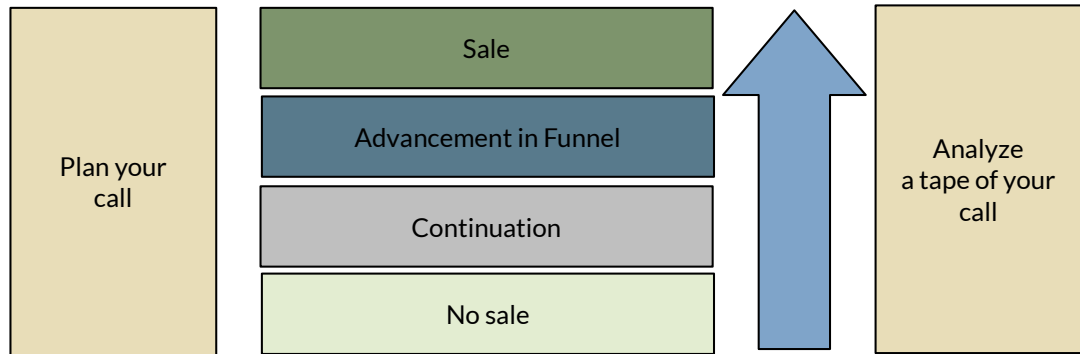 Plan your
call
Sale
Advancement in Funnel
Continuation
No sale
Analyze
a tape of your
call